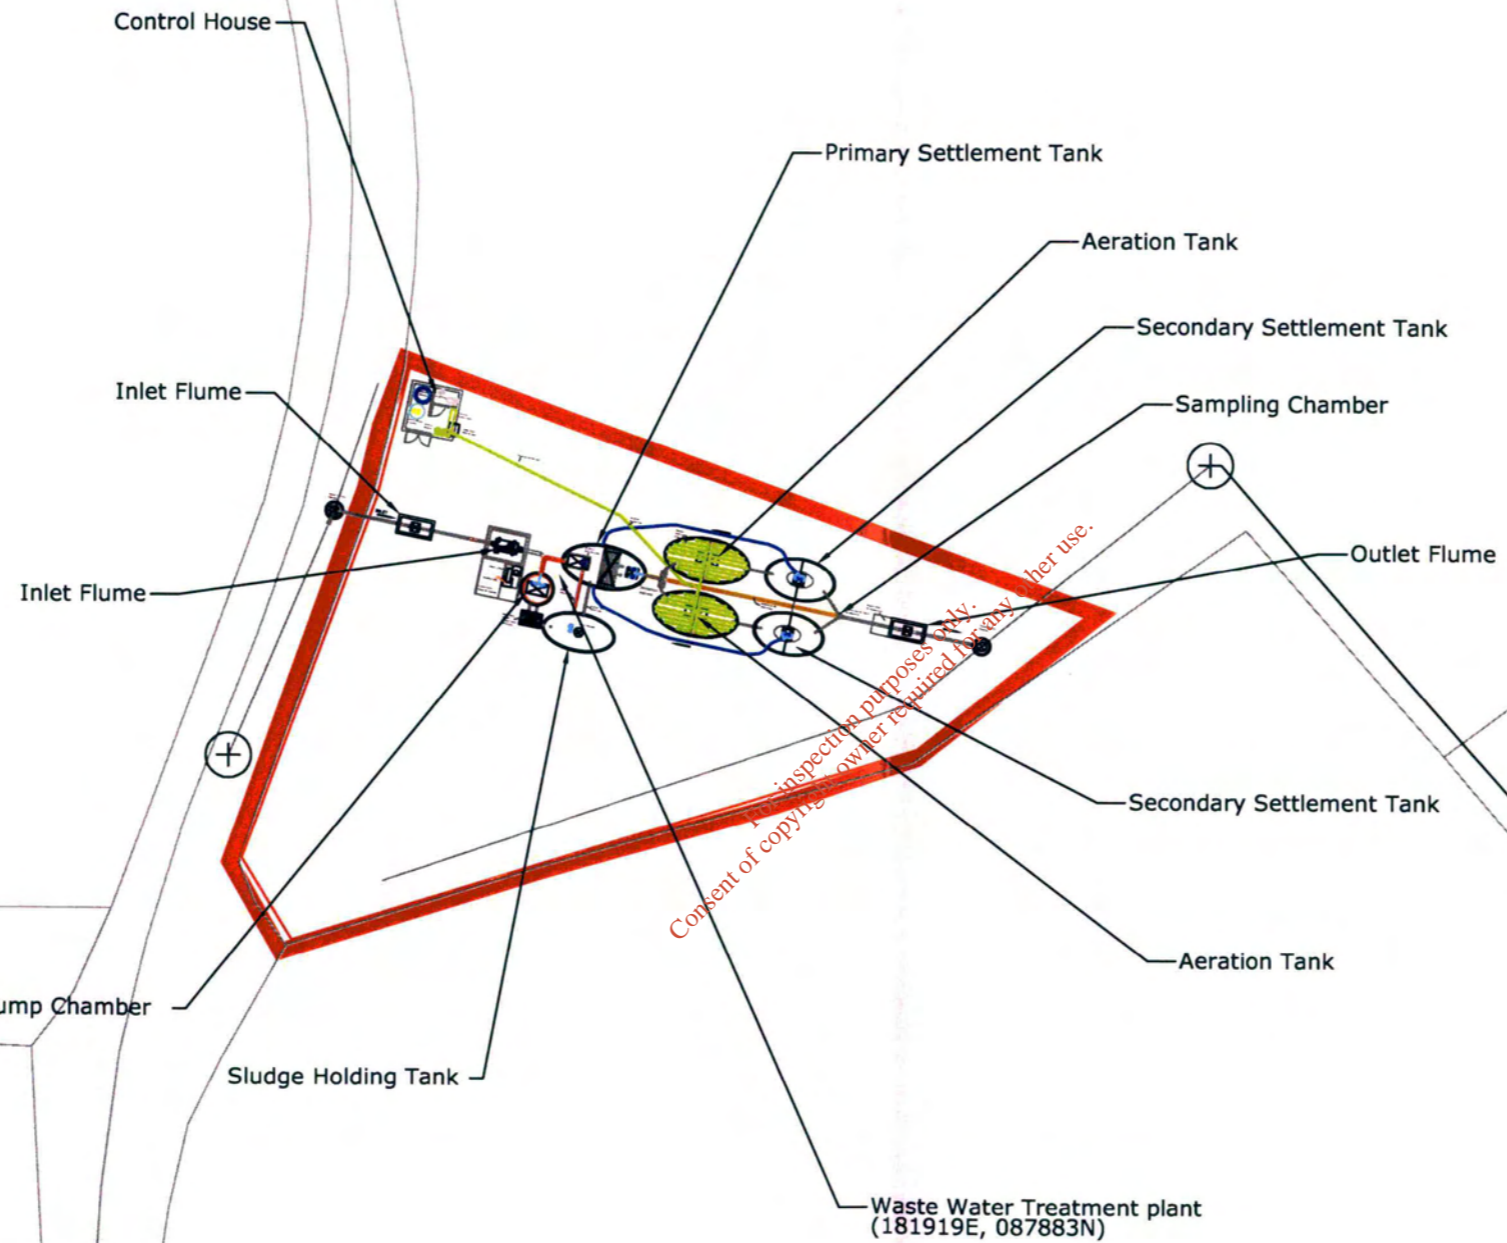 Control House
Primary Settlement Tank
Aeration Tank
Secondary Settlement Tank
Inlet Flume
Sampling Chamber
Outlet Flume
Inlet Flume
For inspection purposes only.
Consent of copyright owner required for any other use.
Secondary Settlement Tank
Aeration Tank
ump Chamber
Sludge Holding Tank
Waste Water Treatment plant
(181919E, 087883N)